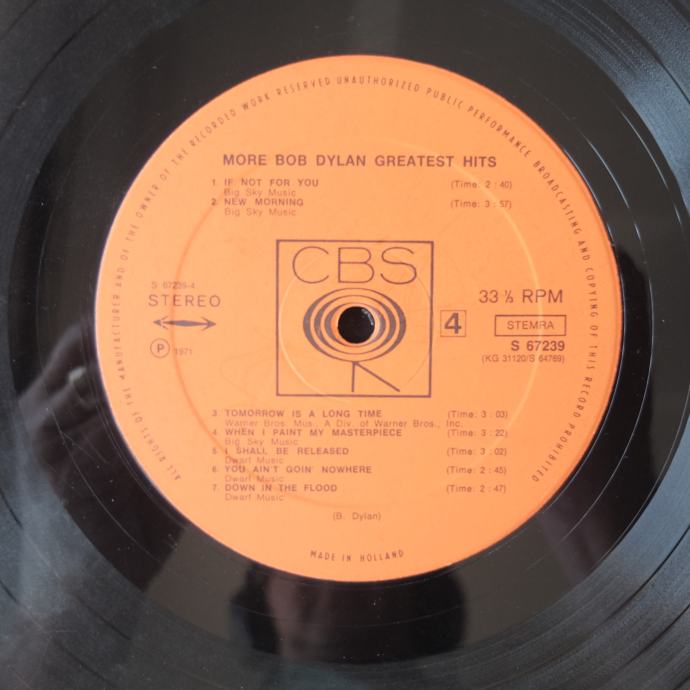 ALL RIGHTS OF THE MANUFACTURER AND OF THE OWNER OF THE RECORDED WORK RESERVED UNAUTHORIZED PUBLIC PERFORMANCE BROADCASTING AND COPYING OF THIS RECORD PROHIBITED
MORE BOB DYLAN GREATEST HITS
1. IF NOT FOR YOU (Time: 2 : 40)
Big Sky Music
2. NEW MORNING (Time: 3 : 57)
Big Sky Music
CBS
S 67239-4
STEREO
P 1971
33 ⅓ RPM
4
STEMRA
S 67239
(KG 31120/S 64769)
3 TOMORROW IS A LONG TIME (Time: 3 : 03)
Warner Bros. Mus., A Div. of Warner Bros., Inc.
4 WHEN I PAINT MY MASTERPIECE (Time: 3 : 22)
Big Sky Music
5 I SHALL BE RELEASED (Time: 3 : 02)
Dwarf Music
6 YOU AIN'T GOIN' NOWHERE (Time: 2 : 45)
Dwarf Music
7. DOWN IN THE FLOOD (Time: 2 : 47)
Dwarf Music
(B. Dylan)
MADE IN HOLLAND